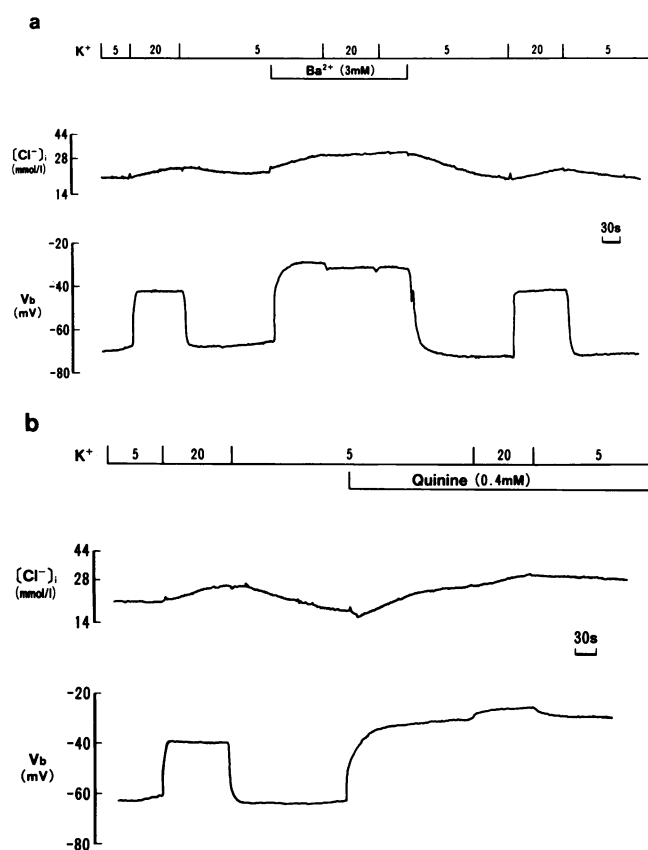 a
K⁺ 5 20 5 20 5 20 5
Ba²⁺ (3mM)
44
[Cl⁻]ᵢ 28
(mmol/l)
14
30s
-20
-40
Vb
(mV) -60
-80
b
K⁺ 5 20 5 20 5
Quinine (0.4mM)
44
[Cl⁻]ᵢ 28
(mmol/l)
14
30s
-20
-40
Vb
(mV) -60
-80